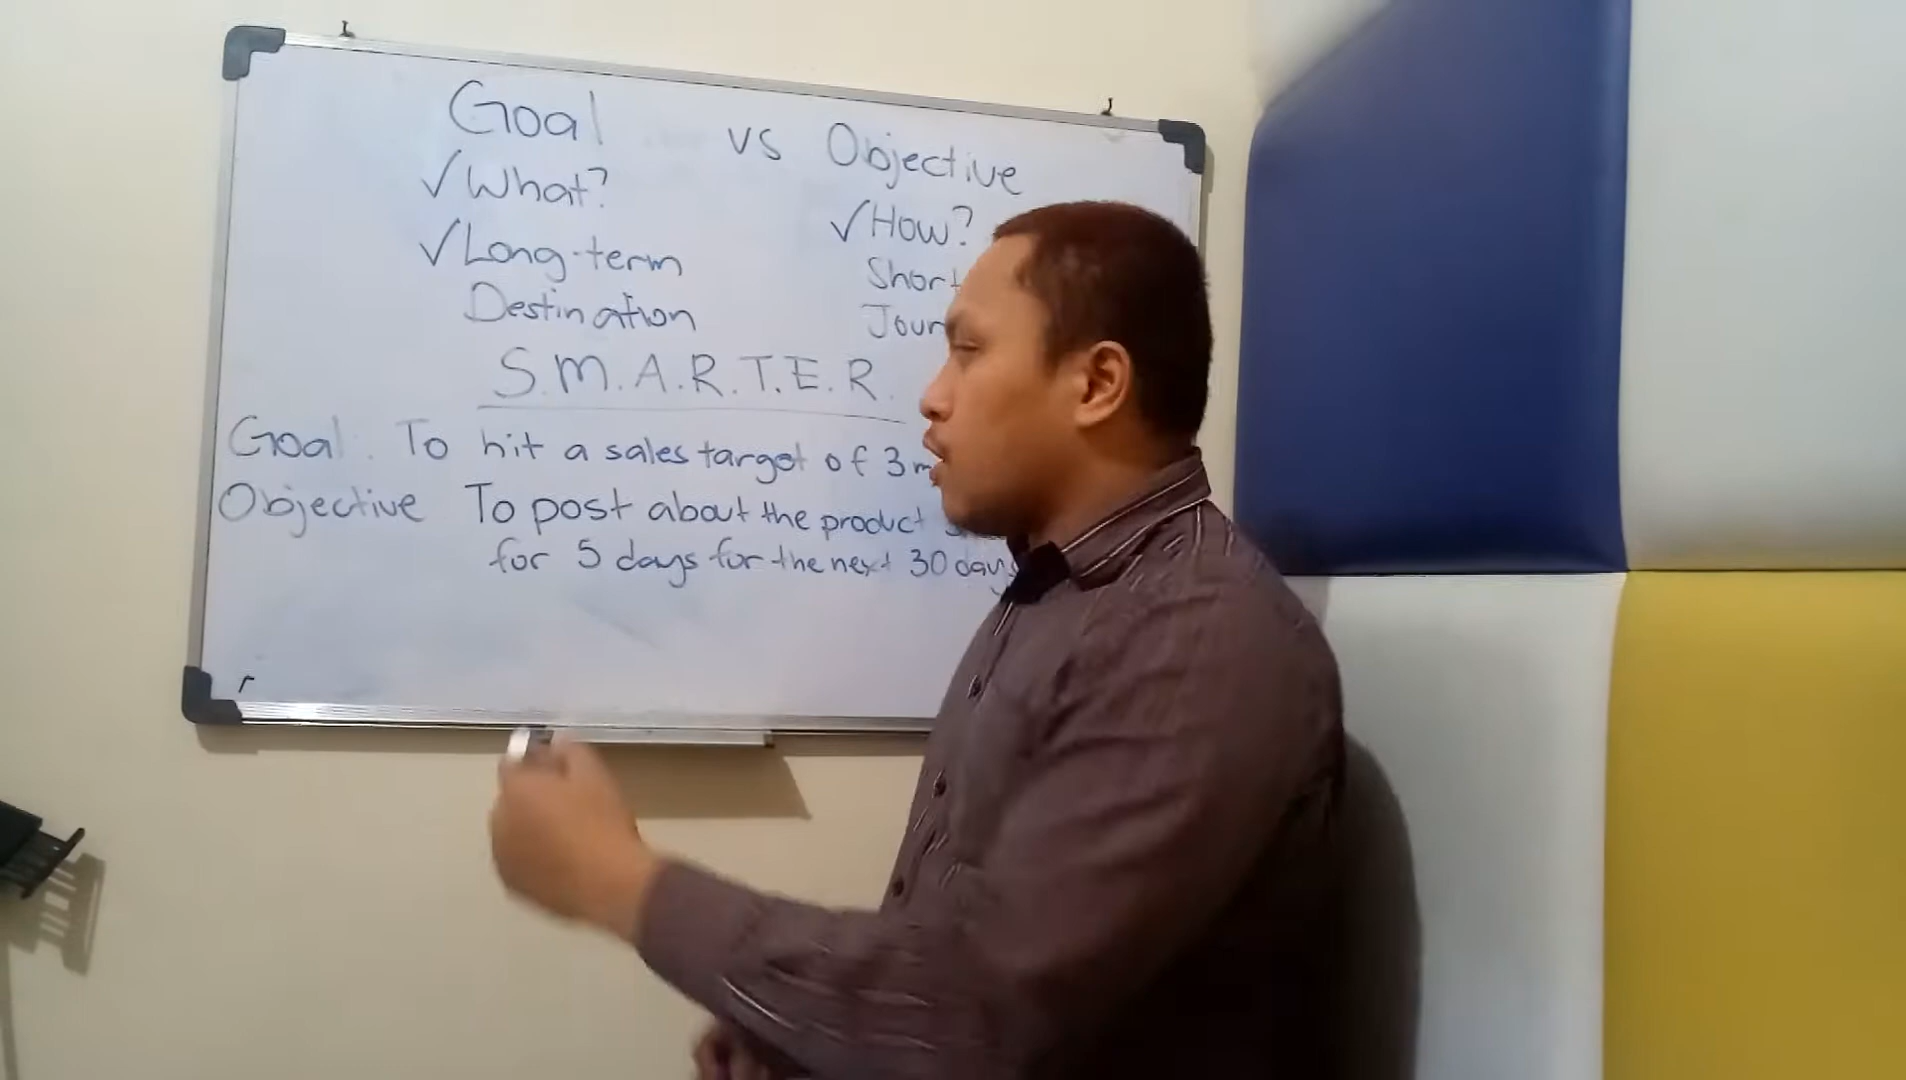 Goal vs Objective
✓What? ✓How?
✓Long-term Short
Destination Jour
S.M.A.R.T.E.R.
Goal: To hit a sales target of 3
Objective To post about the product
for 5 days for the next 30 days